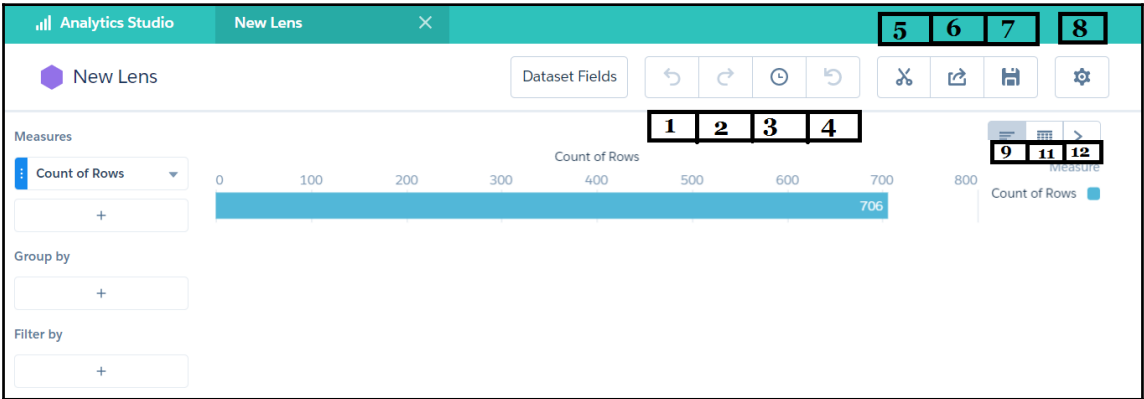 Analytics Studio New Lens
5 6 7 8
New Lens Dataset Fields
1 2 3 4
Measures
9 11 12
Count of Rows
Measure
Count of Rows 0 100 200 300 400 500 600 700 800
Count of Rows
706
+
Group by
+
Filter by
+